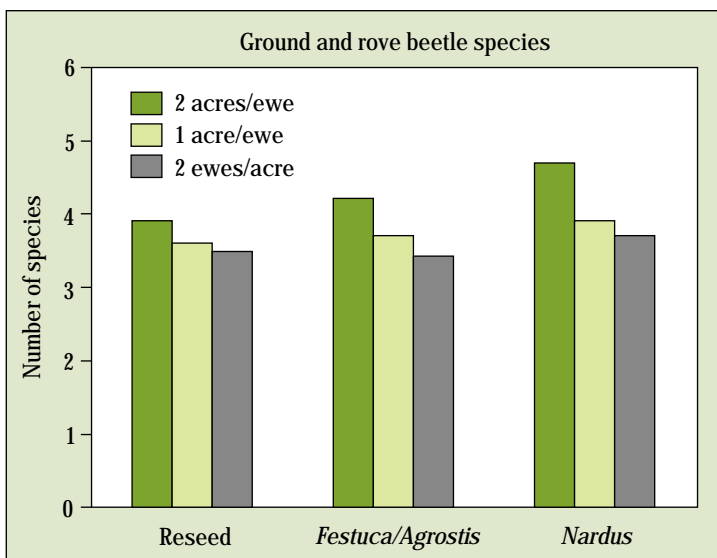 Ground and rove beetle species
6
5
4
3
2
1
0
Number of species
2 acres/ewe
1 acre/ewe
2 ewes/acre
Reseed
Festuca/Agrostis
Nardus